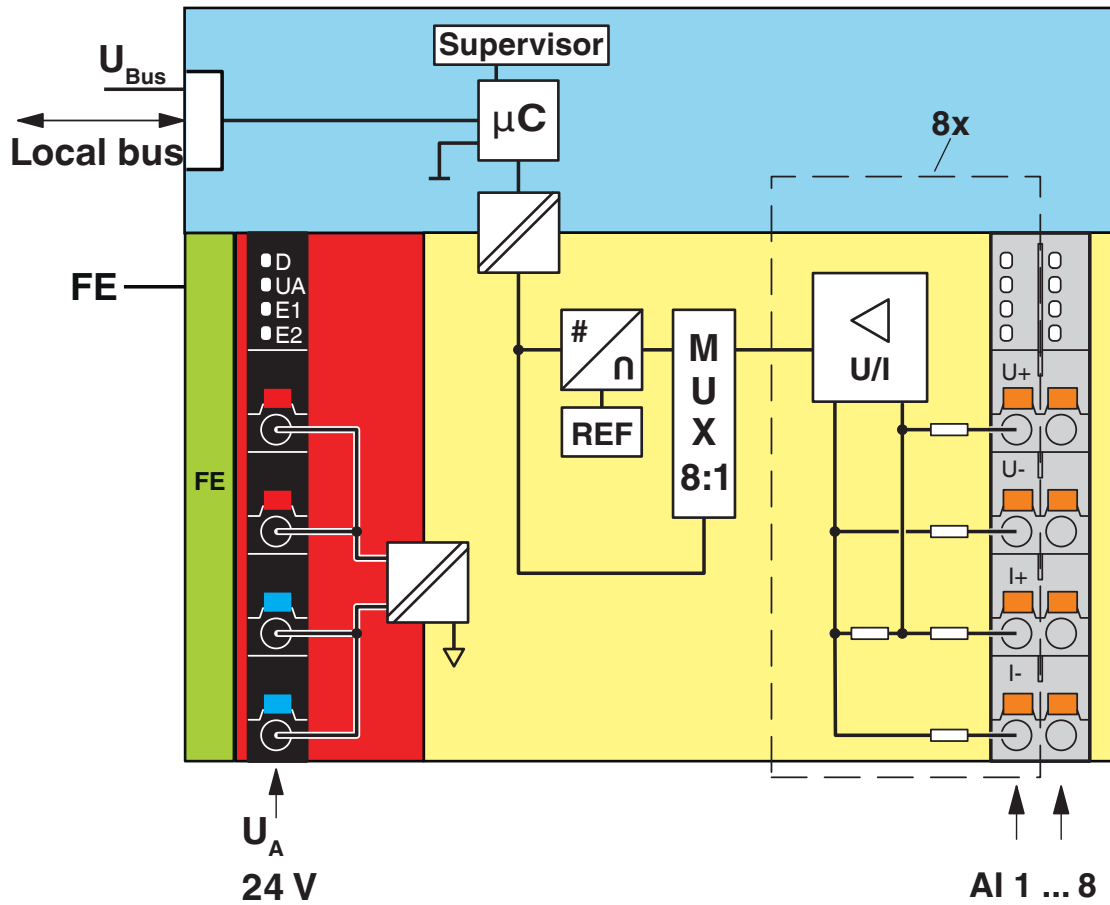 Supervisor
UBus
µC
8x
Local bus
D
FE
UA
E1
E2
#
∩
REF
M
U
X
8:1
U/I
U+
U-
I+
I-
FE
UA
24 V
AI 1 ... 8